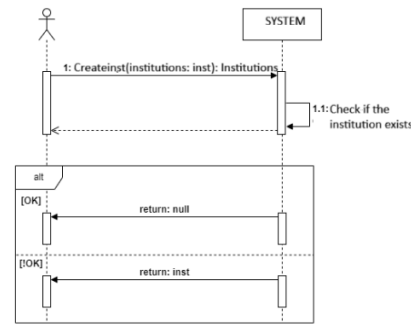 SYSTEM
1: Createinst(institutions: inst): Institutions
1.1: Check if the
institution exists
alt
[OK]
return: null
[!OK]
return: inst